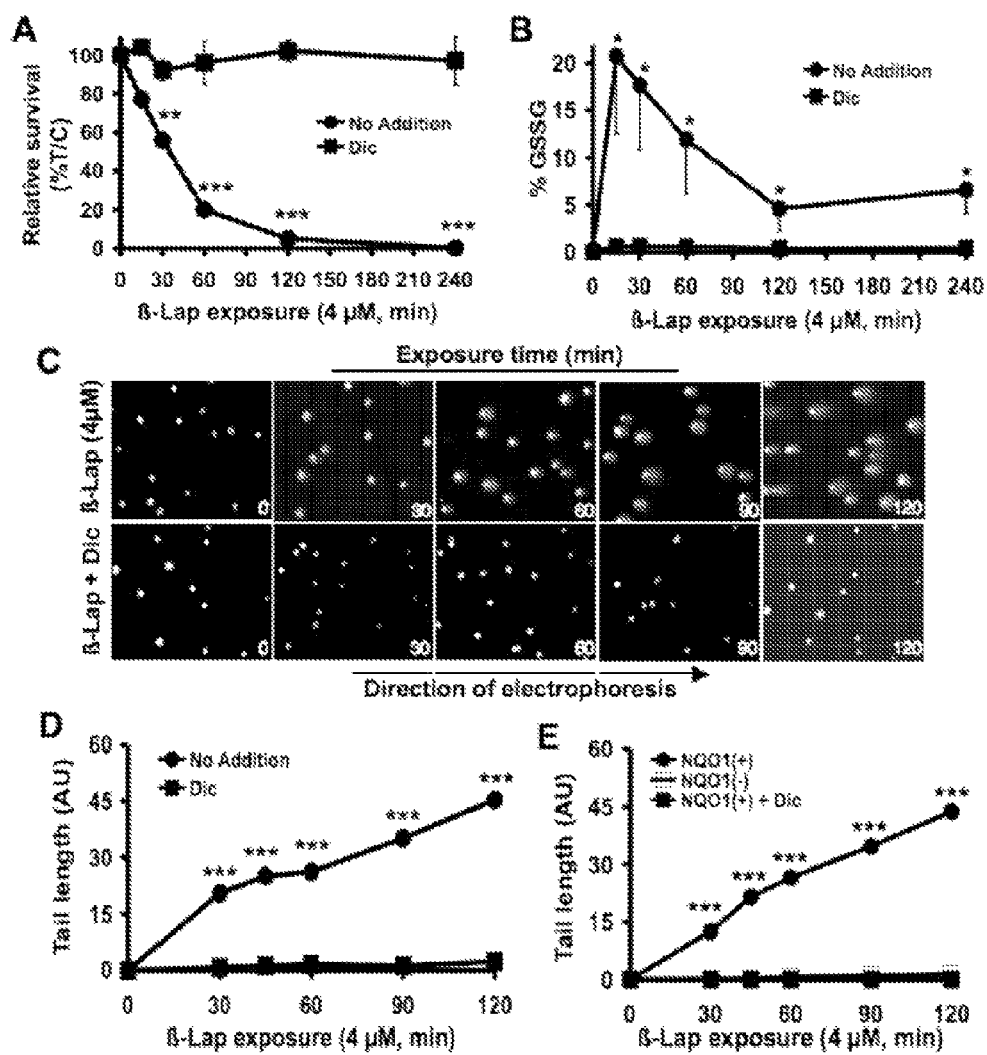 A
Relative survival
(%T/C)
100
80
60
40
20
0
**
***
***
***
No Addition
Dic
0 30 60 90 120 150 180 210 240
ß-Lap exposure (4 µM, min)
B
% GSSG
20
15
10
5
0
*
*
*
*
*
No Addition
Dic
0 30 60 90 120 150 180 210 240
ß-Lap exposure (4 µM, min)
C
Exposure time (min)
ß-Lap (4µM)
0 30 60 90 120
ß-Lap + Dic
0 30 60 90 120
Direction of electrophoresis
D
Tail length (AU)
60
45
30
15
0
No Addition
Dic
***
***
***
***
***
0 30 60 90 120
ß-Lap exposure (4 µM, min)
E
Tail length (AU)
60
45
30
15
0
NQO1(+)
NQO1(-)
NQO1(+) + Dic
***
***
***
***
***
0 30 60 90 120
ß-Lap exposure (4 µM, min)